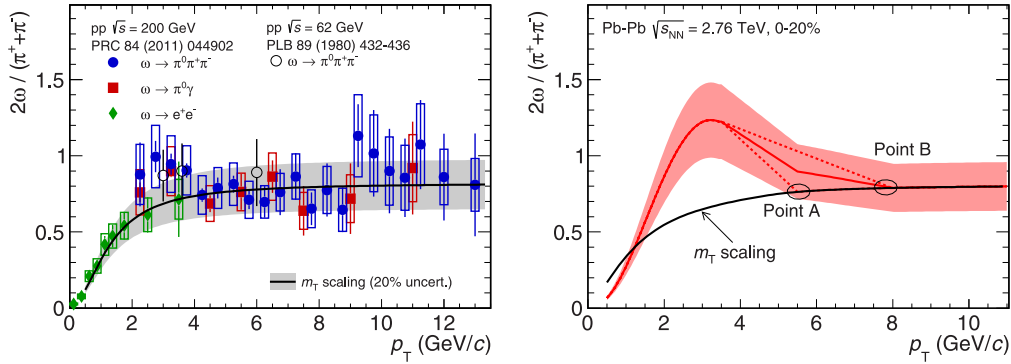 pp √s = 200 GeV
PRC 84 (2011) 044902
ω → π⁰π⁺π⁻
ω → π⁰γ
ω → e⁺e⁻
pp √s = 62 GeV
PLB 89 (1980) 432-436
ω → π⁰π⁺π⁻
2ω / (π⁺+π⁻)
1.5
1
0.5
0
m_T scaling (20% uncert.)
0 2 4 6 8 10 12
p_T (GeV/c)
Pb-Pb √s_NN = 2.76 TeV, 0-20%
2ω / (π⁺+π⁻)
1.5
1
0.5
0
Point B
Point A
m_T scaling
0 2 4 6 8 10
p_T (GeV/c)